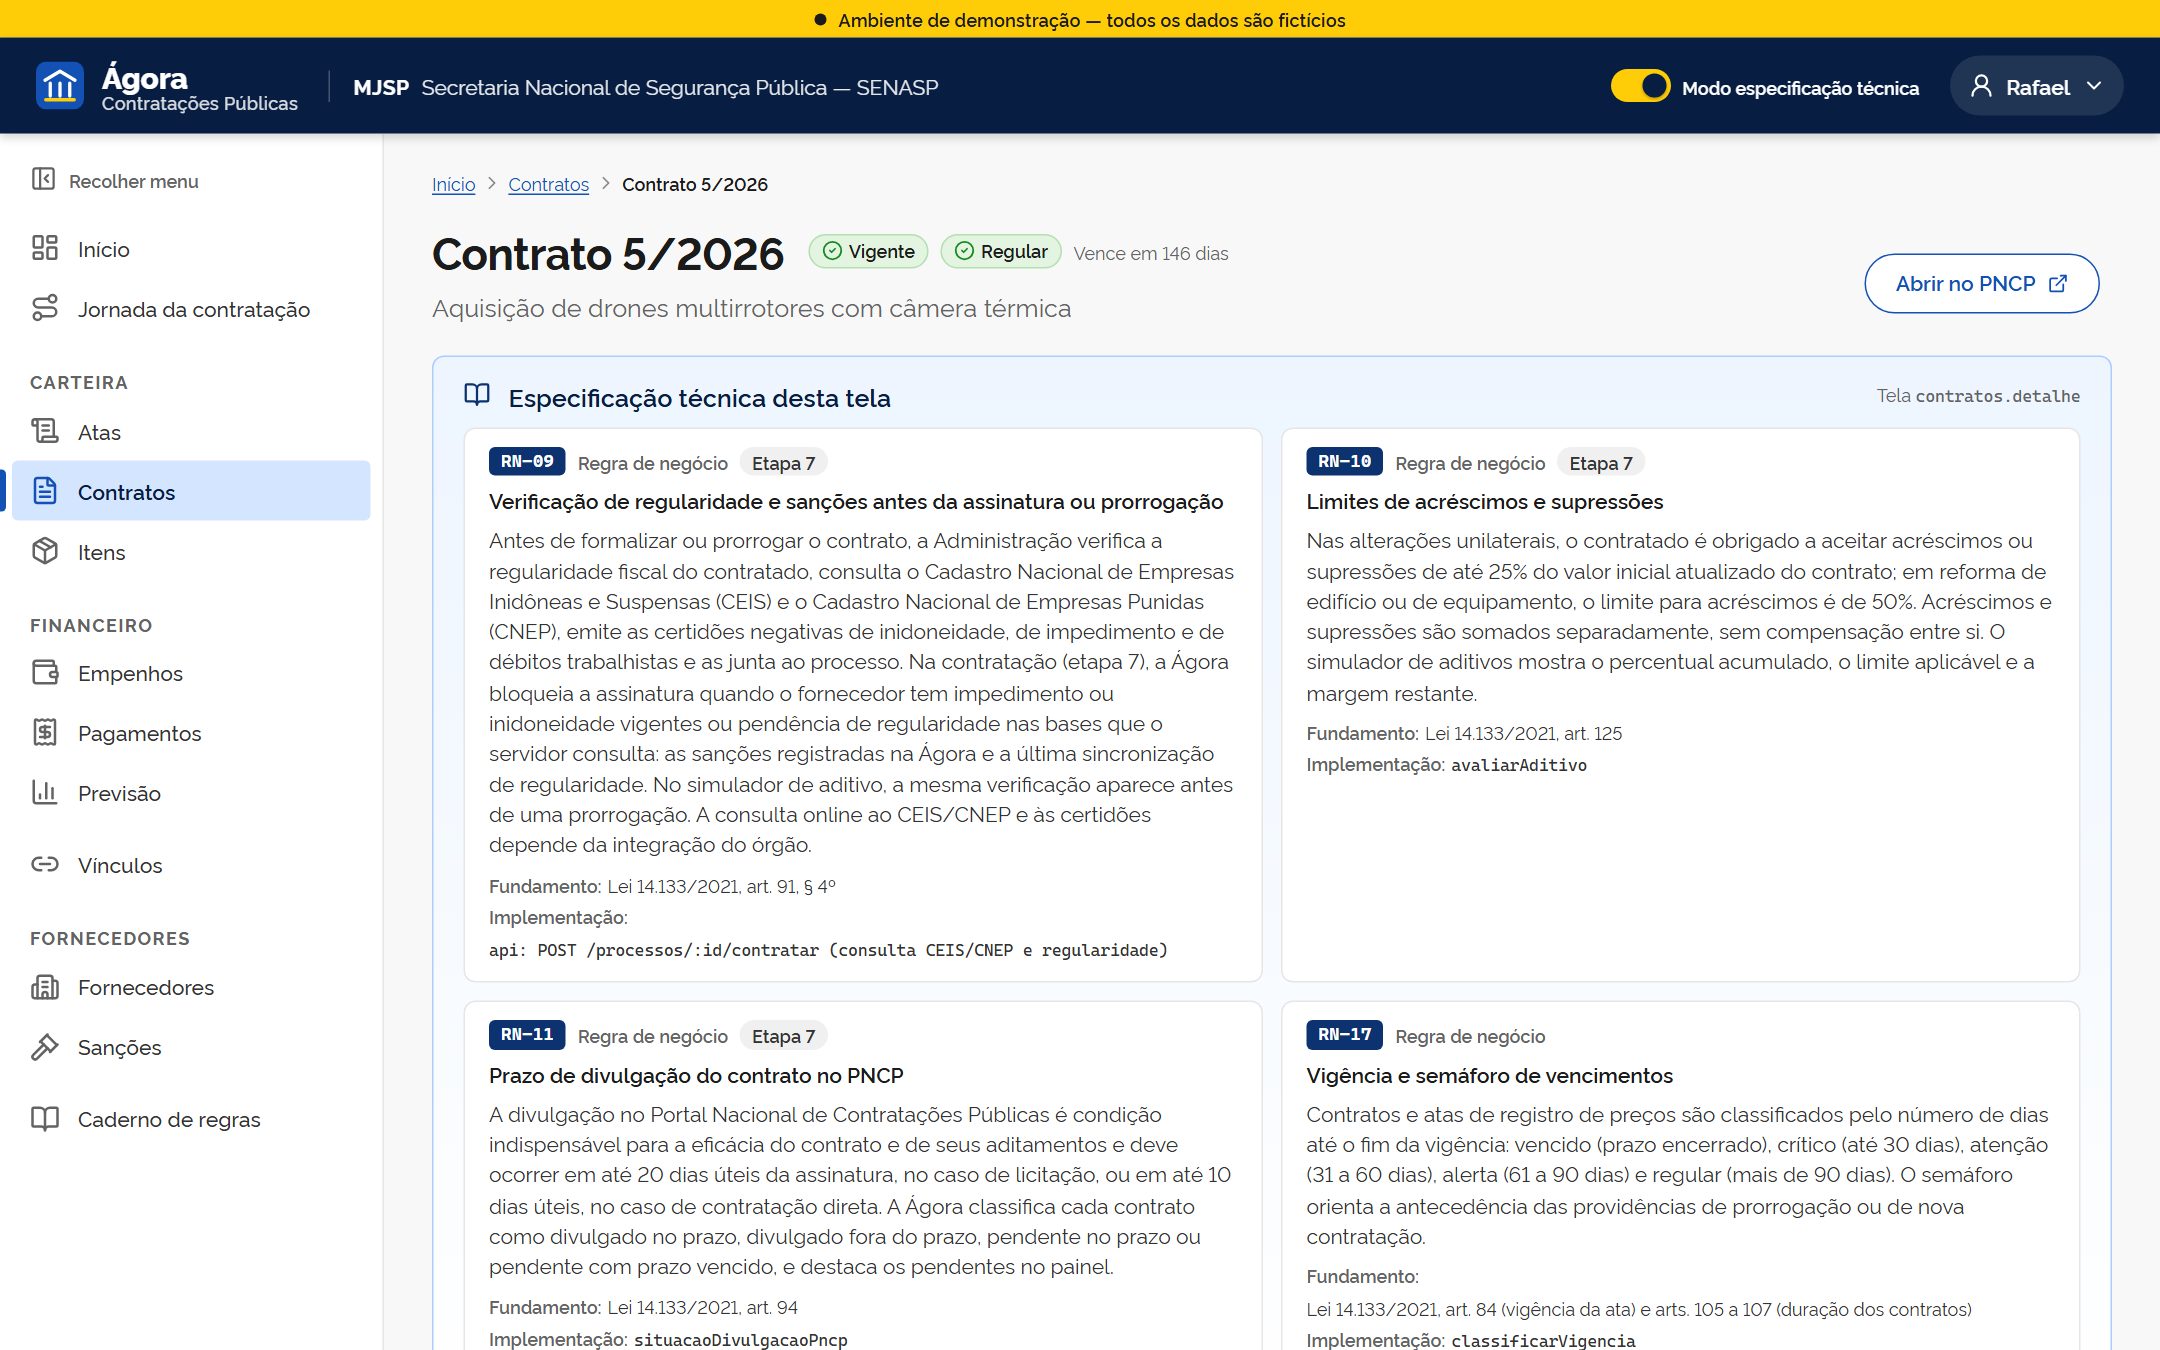 Ambiente de demonstração — todos os dados são fictícios
Ágora
Contratações Públicas
MJSP Secretaria Nacional de Segurança Pública — SENASP
Modo especificação técnica
Rafael
Recolher menu
Início
Jornada da contratação
CARTEIRA
Atas
Contratos
Itens
FINANCEIRO
Empenhos
Pagamentos
Previsão
Vínculos
FORNECEDORES
Fornecedores
Sanções
Caderno de regras
Início > Contratos > Contrato 5/2026
Contrato 5/2026 Vigente Regular Vence em 146 dias
Aquisição de drones multirrotores com câmera térmica
Abrir no PNCP
Especificação técnica desta tela
Tela contratos.detalhe
RN-09 Regra de negócio Etapa 7
Verificação de regularidade e sanções antes da assinatura ou prorrogação
Antes de formalizar ou prorrogar o contrato, a Administração verifica a
regularidade fiscal do contratado, consulta o Cadastro Nacional de Empresas
Inidôneas e Suspensas (CEIS) e o Cadastro Nacional de Empresas Punidas
(CNEP), emite as certidões negativas de inidoneidade, de impedimento e de
débitos trabalhistas e as junta ao processo. Na contratação (etapa 7), a Ágora
bloqueia a assinatura quando o fornecedor tem impedimento ou
inidoneidade vigentes ou pendência de regularidade nas bases que o
servidor consulta: as sanções registradas na Ágora e a última sincronização
de regularidade. No simulador de aditivo, a mesma verificação aparece antes
de uma prorrogação. A consulta online ao CEIS/CNEP e às certidões
depende da integração do órgão.
Fundamento: Lei 14.133/2021, art. 91, § 4º
Implementação:
api: POST /processos/:id/contratar (consulta CEIS/CNEP e regularidade)
RN-10 Regra de negócio Etapa 7
Limites de acréscimos e supressões
Nas alterações unilaterais, o contratado é obrigado a aceitar acréscimos ou
supressões de até 25% do valor inicial atualizado do contrato; em reforma de
edifício ou de equipamento, o limite para acréscimos é de 50%. Acréscimos e
supressões são somados separadamente, sem compensação entre si. O
simulador de aditivos mostra o percentual acumulado, o limite aplicável e a
margem restante.
Fundamento: Lei 14.133/2021, art. 125
Implementação: avaliarAditivo
RN-11 Regra de negócio Etapa 7
Prazo de divulgação do contrato no PNCP
A divulgação no Portal Nacional de Contratações Públicas é condição
indispensável para a eficácia do contrato e de seus aditamentos e deve
ocorrer em até 20 dias úteis da assinatura, no caso de licitação, ou em até 10
dias úteis, no caso de contratação direta. A Ágora classifica cada contrato
como divulgado no prazo, divulgado fora do prazo, pendente no prazo ou
pendente com prazo vencido, e destaca os pendentes no painel.
Fundamento: Lei 14.133/2021, art. 94
Implementação: situacaoDivulgacaoPncp
RN-17 Regra de negócio
Vigência e semáforo de vencimentos
Contratos e atas de registro de preços são classificados pelo número de dias
até o fim da vigência: vencido (prazo encerrado), crítico (até 30 dias), atenção
(31 a 60 dias), alerta (61 a 90 dias) e regular (mais de 90 dias). O semáforo
orienta a antecedência das providências de prorrogação ou de nova
contratação.
Fundamento:
Lei 14.133/2021, art. 84 (vigência da ata) e arts. 105 a 107 (duração dos contratos)
Implementação: classificarVigencia